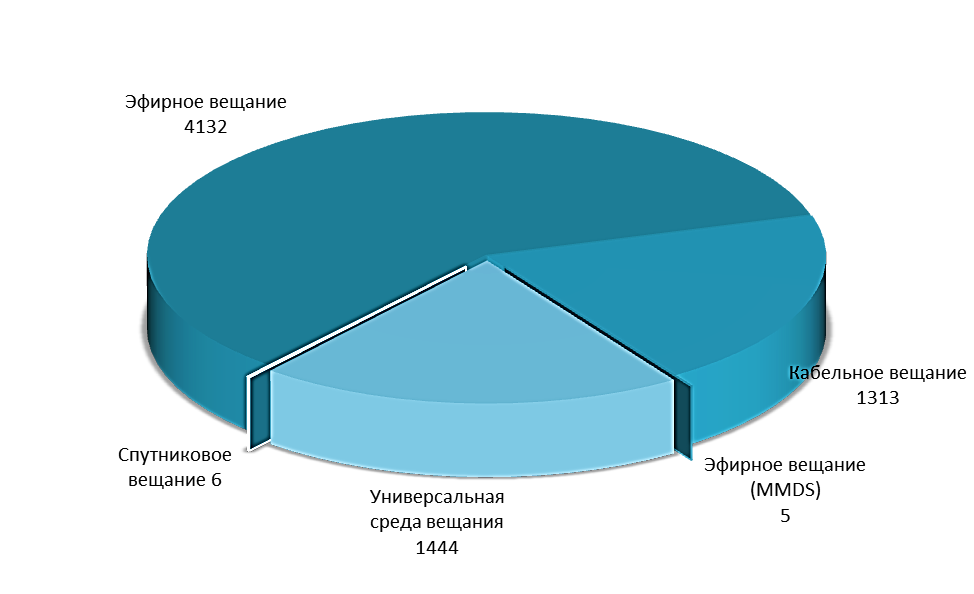 Эфирное вещание
4132
Кабельное вещание
1313
Спутниковое
вещание 6
Эфирное вещание
(MMDS)
5
Универсальная
среда вещания
1444